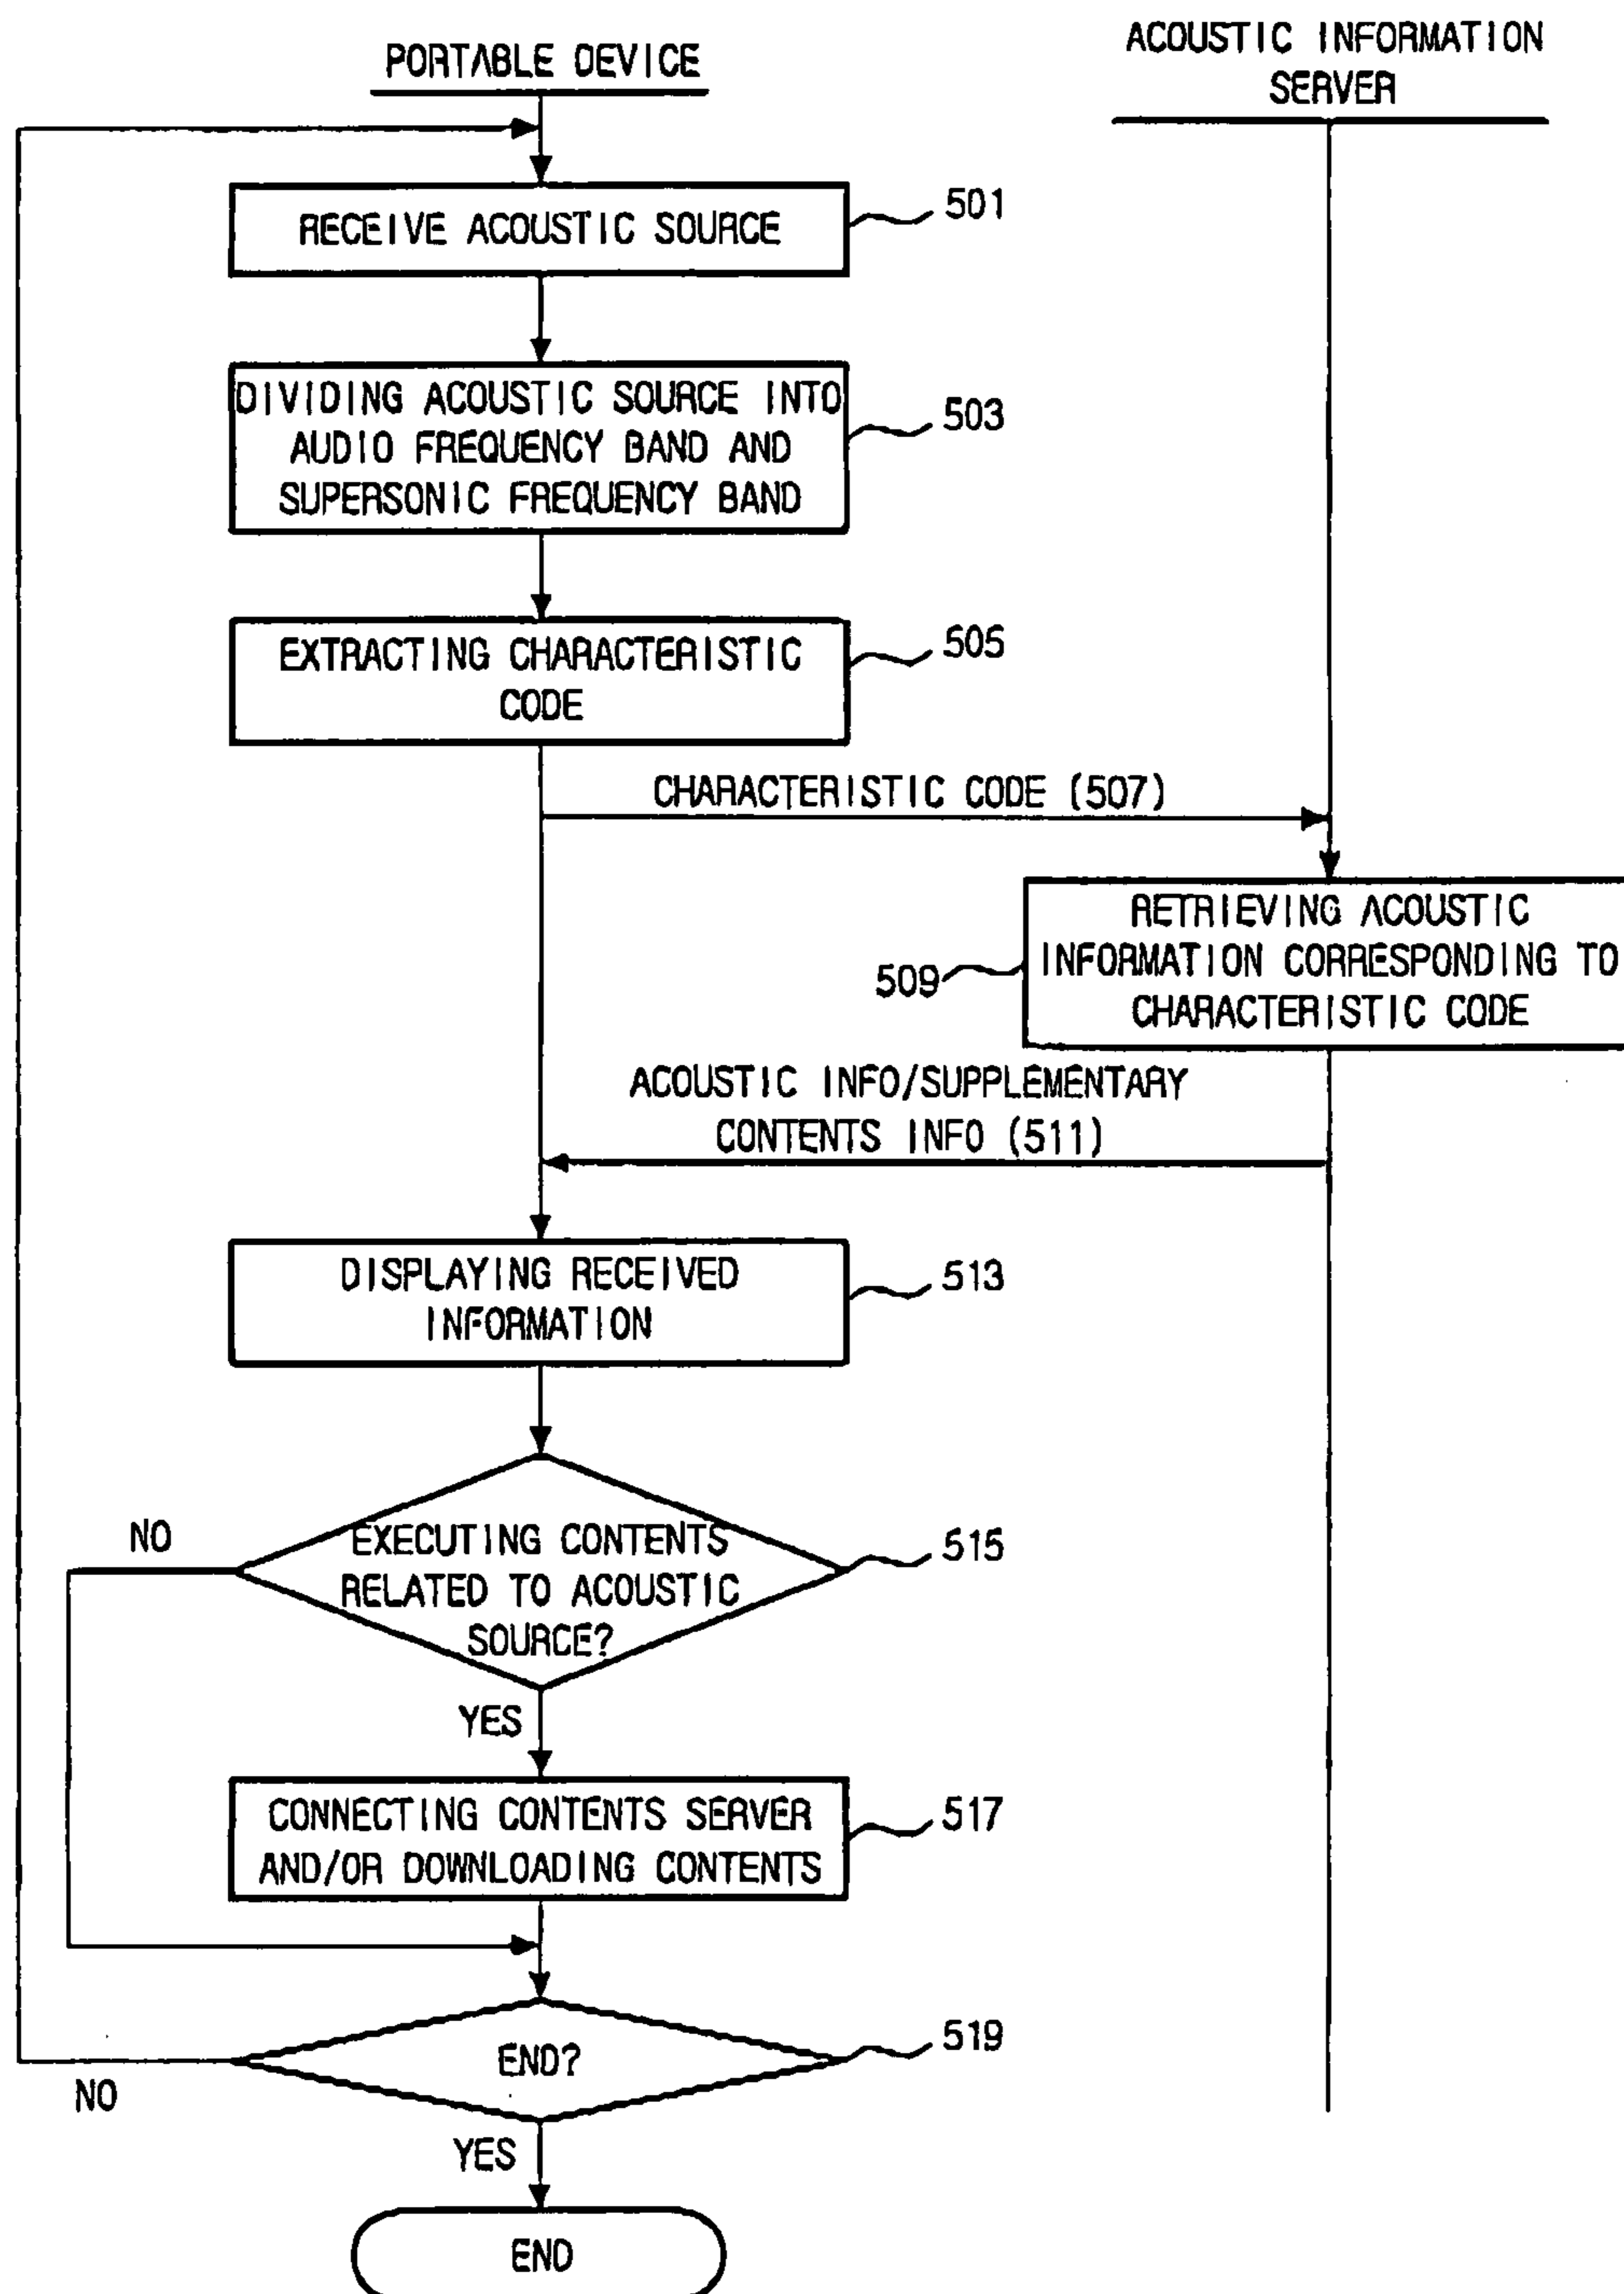 PORTABLE DEVICE
ACOUSTIC INFORMATION
SERVER
RECEIVE ACOUSTIC SOURCE
501
DIVIDING ACOUSTIC SOURCE INTO
AUDIO FREQUENCY BAND AND
SUPERSONIC FREQUENCY BAND
503
EXTRACTING CHARACTERISTIC
CODE
505
CHARACTERISTIC CODE (507)
RETRIEVING ACOUSTIC
INFORMATION CORRESPONDING TO
CHARACTERISTIC CODE
509
ACOUSTIC INFO/SUPPLEMENTARY
CONTENTS INFO (511)
DISPLAYING RECEIVED
INFORMATION
513
NO
EXECUTING CONTENTS
RELATED TO ACOUSTIC
SOURCE?
515
YES
CONNECTING CONTENTS SERVER
AND/OR DOWNLOADING CONTENTS
517
END?
519
NO
YES
END